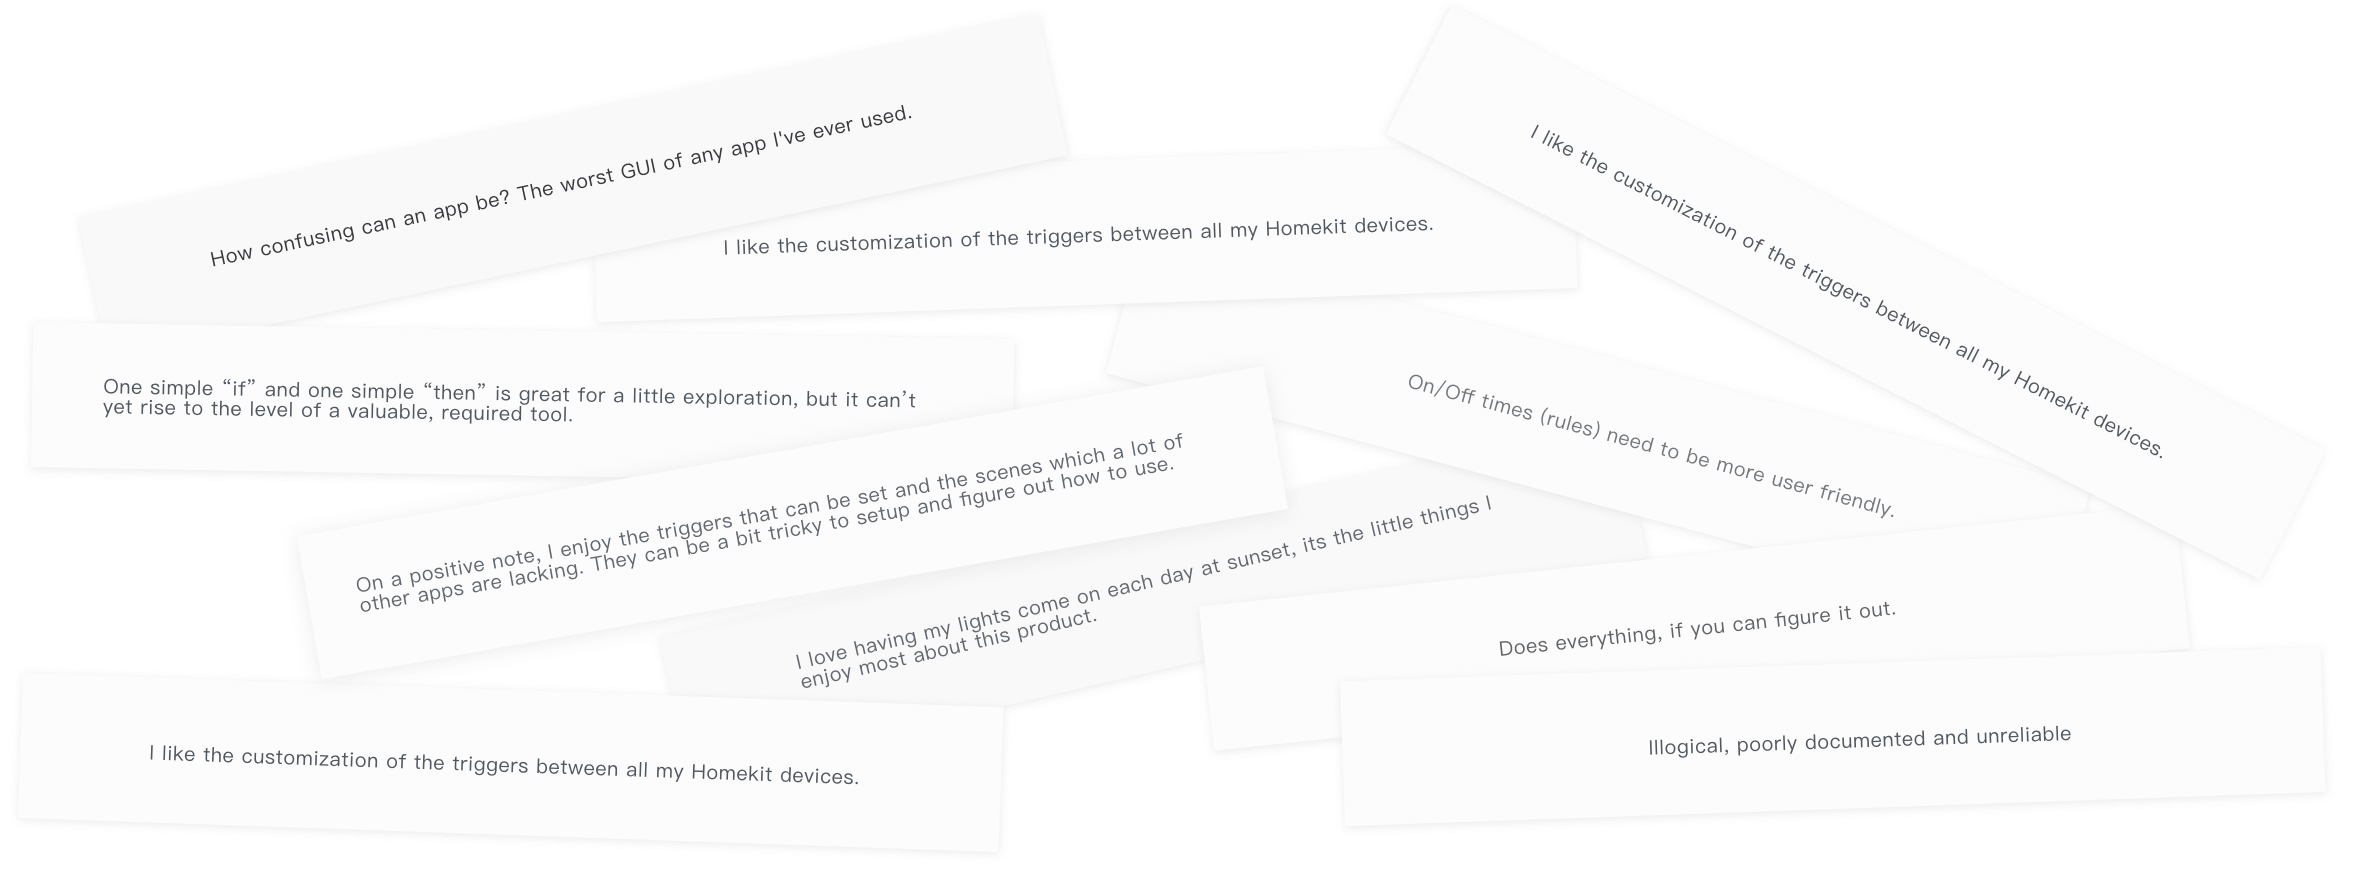 How confusing can an app be? The worst GUI of any app I've ever used.
I like the customization of the triggers between all my Homekit devices.
I like the customization of the triggers between all my Homekit devices.
One simple “if” and one simple “then” is great for a little exploration, but it can’t
yet rise to the level of a valuable, required tool.
On/Off times (rules) need to be more user friendly.
On a positive note, I enjoy the triggers that can be set and the scenes which a lot of
other apps are lacking. They can be a bit tricky to setup and figure out how to use.
I love having my lights come on each day at sunset, its the little things I
enjoy most about this product.
Does everything, if you can figure it out.
I like the customization of the triggers between all my Homekit devices.
Illogical, poorly documented and unreliable